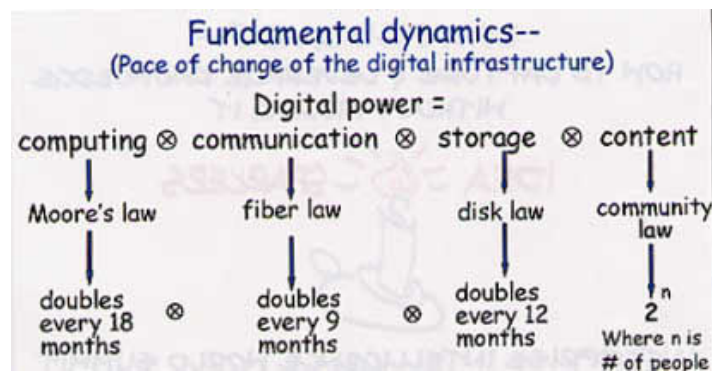 Fundamental dynamics--
(Pace of change of the digital infrastructure)
Digital power =
computing ⊗ communication ⊗ storage ⊗ content
Moore's law
fiber law
disk law
community
law
doubles
every 18
months
⊗
doubles
every 9
months
⊗
doubles
every 12
months
2ⁿ
Where n is
# of people